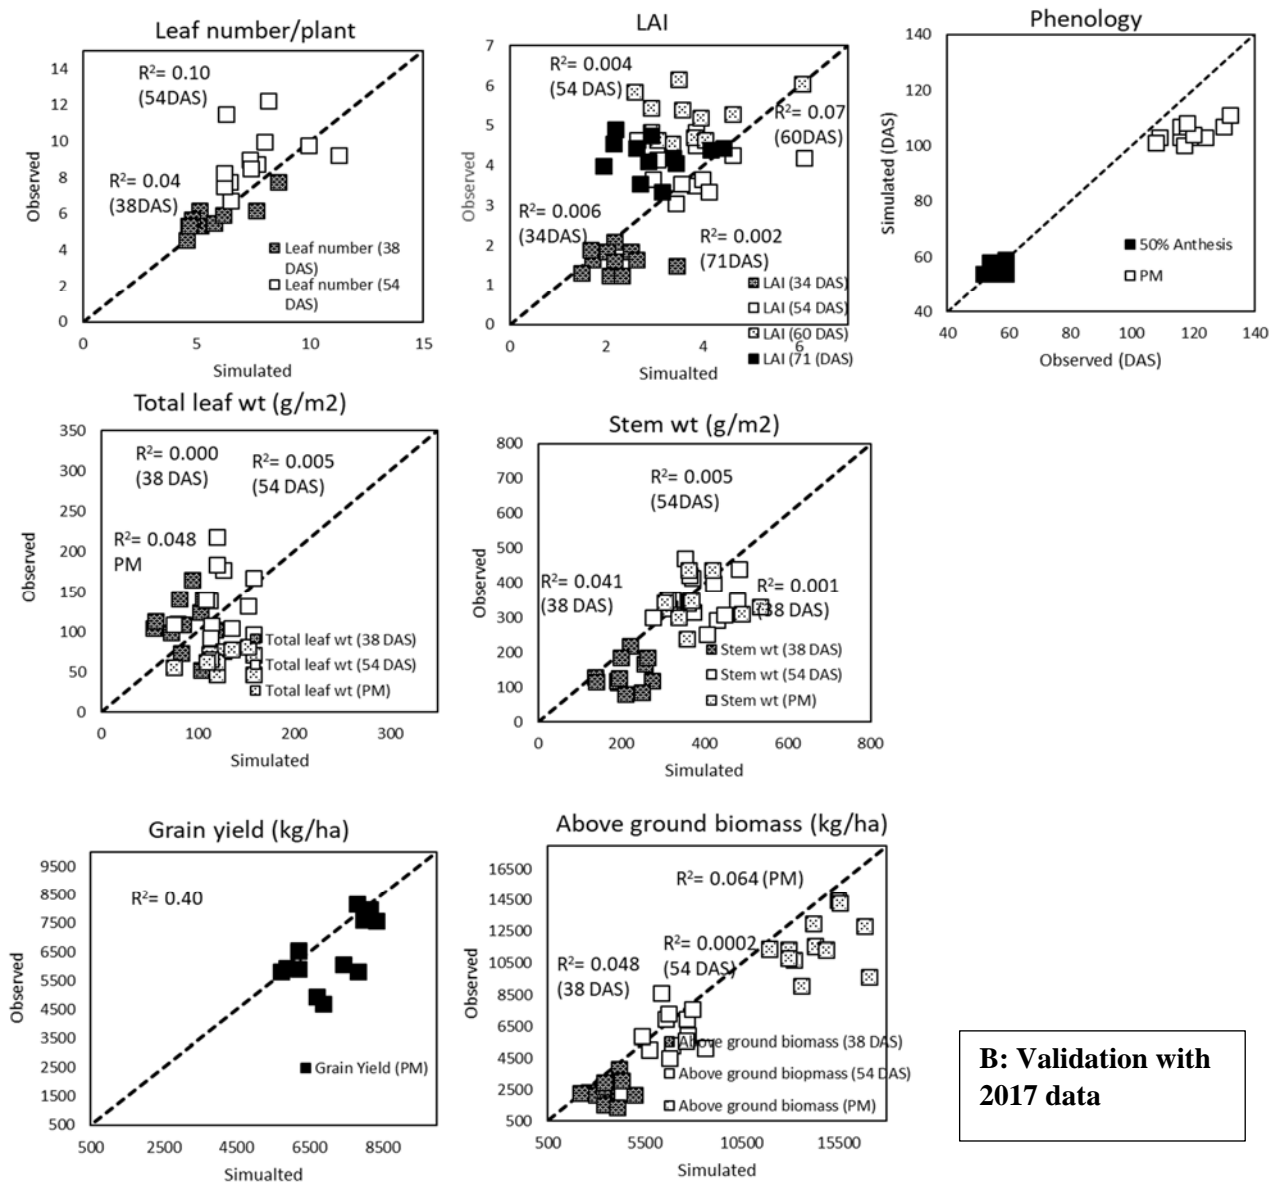 Leaf number/plant
14
12
10
8
6
4
2
0
0
5
10
15
Observed
Simulated
R²= 0.10
(54DAS)
R²= 0.04
(38DAS)
Leaf number (38
DAS)
Leaf number (54
DAS)
LAI
7
6
5
4
3
2
1
0
0
2
4
6
Observed
Simualted
R²= 0.004
(54 DAS)
R²= 0.07
(60DAS)
R²= 0.006
(34DAS)
R²= 0.002
(71DAS)
LAI (34 DAS)
LAI (54 DAS)
LAI (60 DAS)
LAI (71 (DAS)
Phenology
140
120
100
80
60
40
40
60
80
100
120
140
Simulated (DAS)
Observed (DAS)
50% Anthesis
PM
Total leaf wt (g/m2)
350
300
250
200
150
100
50
0
0
100
200
300
Observed
Simulated
R²= 0.000
(38 DAS)
R²= 0.005
(54 DAS)
R²= 0.048
PM
Total leaf wt (38 DAS)
Total leaf wt (54 DAS)
Total leaf wt (PM)
Stem wt (g/m2)
800
700
600
500
400
300
200
100
0
0
200
400
600
800
Observed
Simulated
R²= 0.005
(54DAS)
R²= 0.041
(38 DAS)
R²= 0.001
(38 DAS)
Stem wt (38 DAS)
Stem wt (54 DAS)
Stem wt (PM)
Grain yield (kg/ha)
9500
8500
7500
6500
5500
4500
3500
2500
1500
500
500
2500
4500
6500
8500
Observed
Simualted
R²= 0.40
Grain Yield (PM)
Above ground biomass (kg/ha)
16500
14500
12500
10500
8500
6500
4500
2500
500
500
5500
10500
15500
Observed
Simulated
R²= 0.064 (PM)
R²= 0.0002
(54 DAS)
R²= 0.048
(38 DAS)
Above ground biomass (38 DAS)
Above ground biopmass (54 DAS)
Above ground biomass (PM)
B: Validation with
2017 data